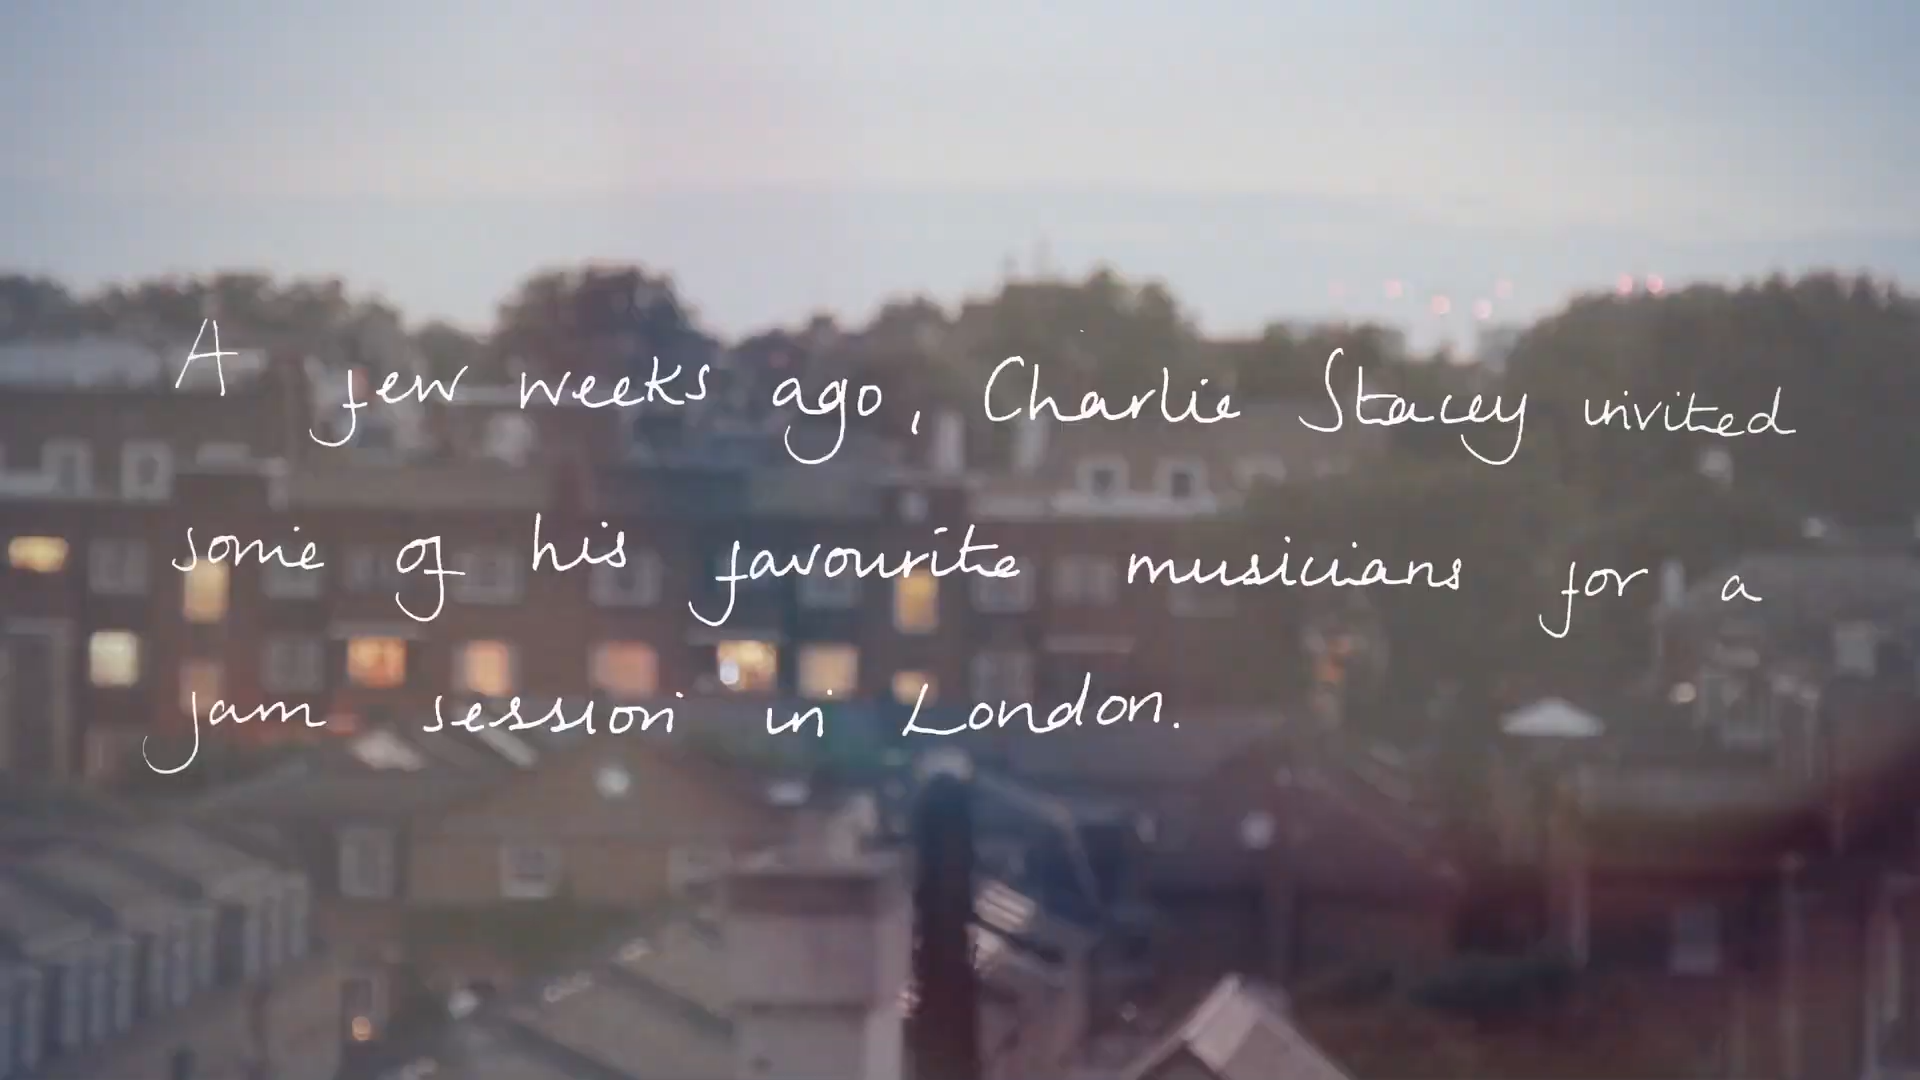 A few weeks ago, Charlie Stacey invited
some of his favourite musicians for a
jam session in London.